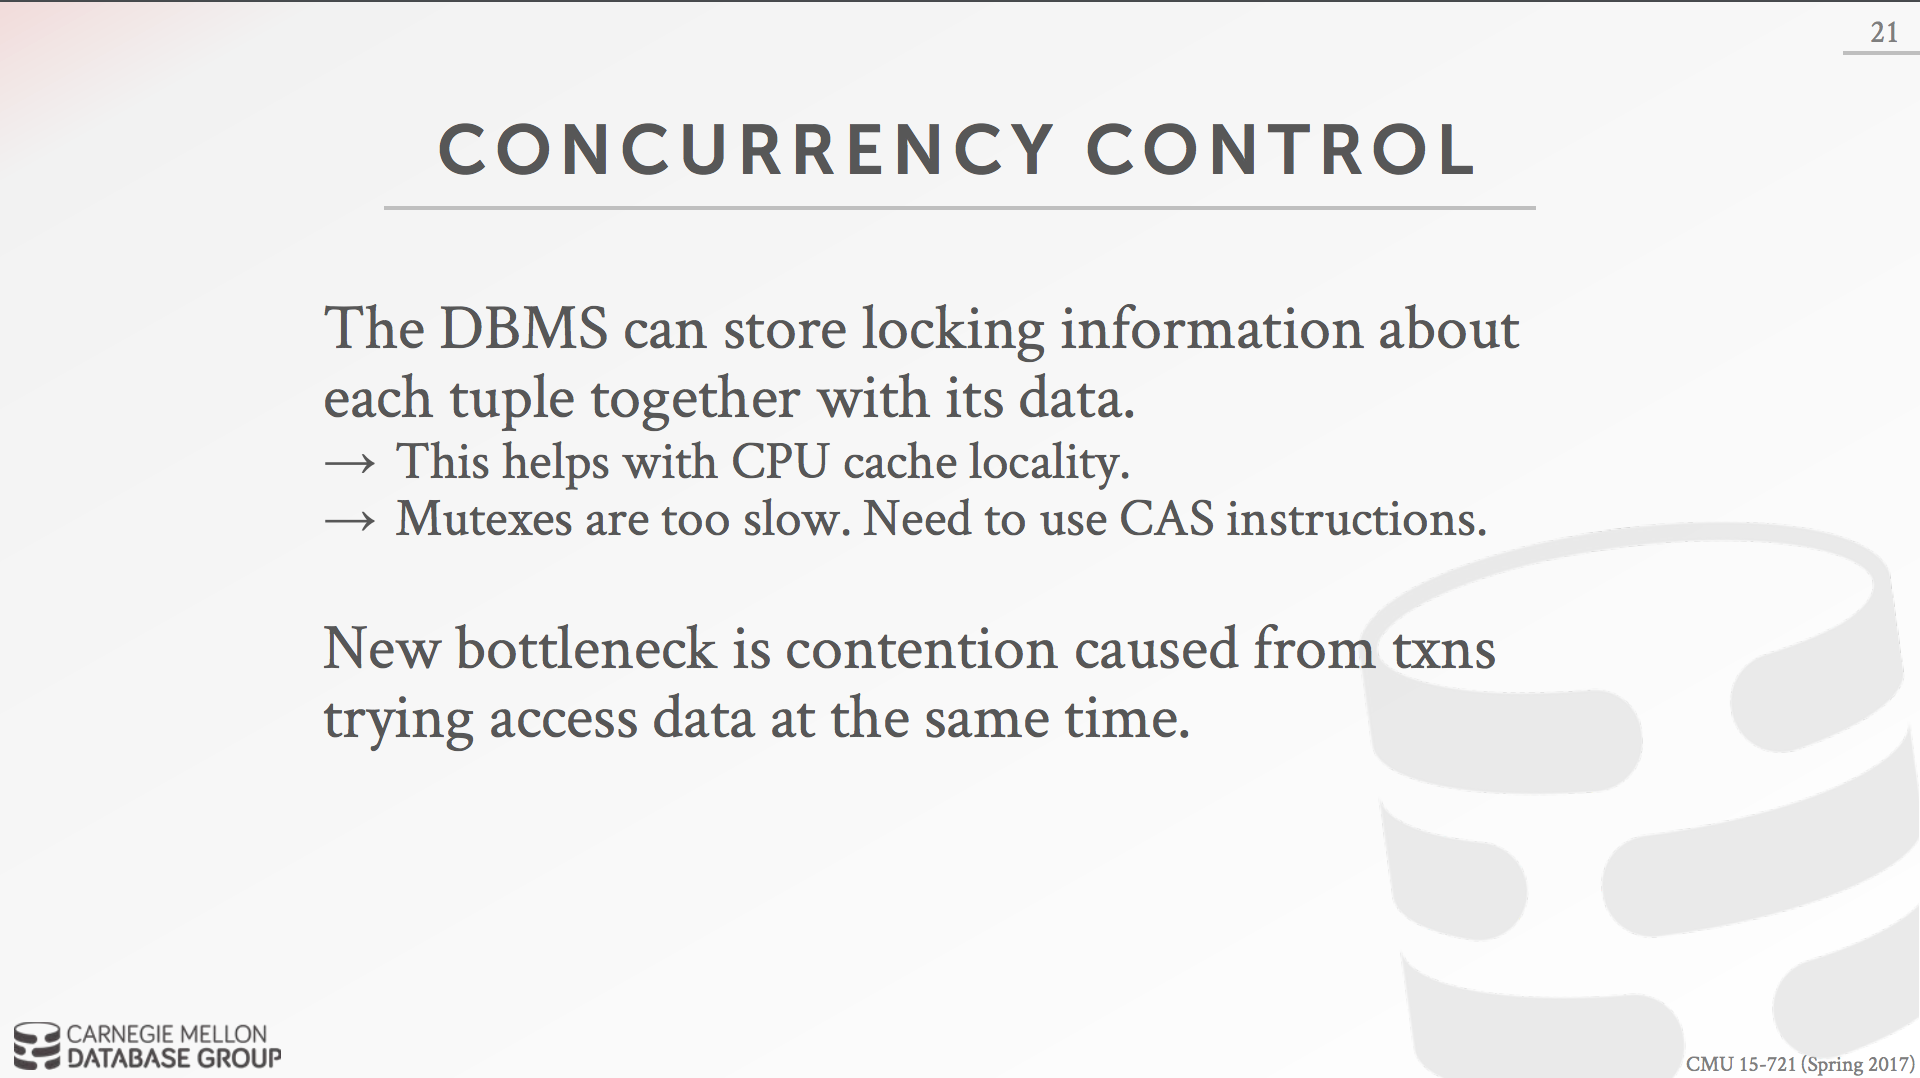 21
CONCURRENCY CONTROL
The DBMS can store locking information about
each tuple together with its data.
→ This helps with CPU cache locality.
→ Mutexes are too slow. Need to use CAS instructions.
New bottleneck is contention caused from txns
trying access data at the same time.
CARNEGIE MELLON
DATABASE GROUP
CMU 15-721 (Spring 2017)